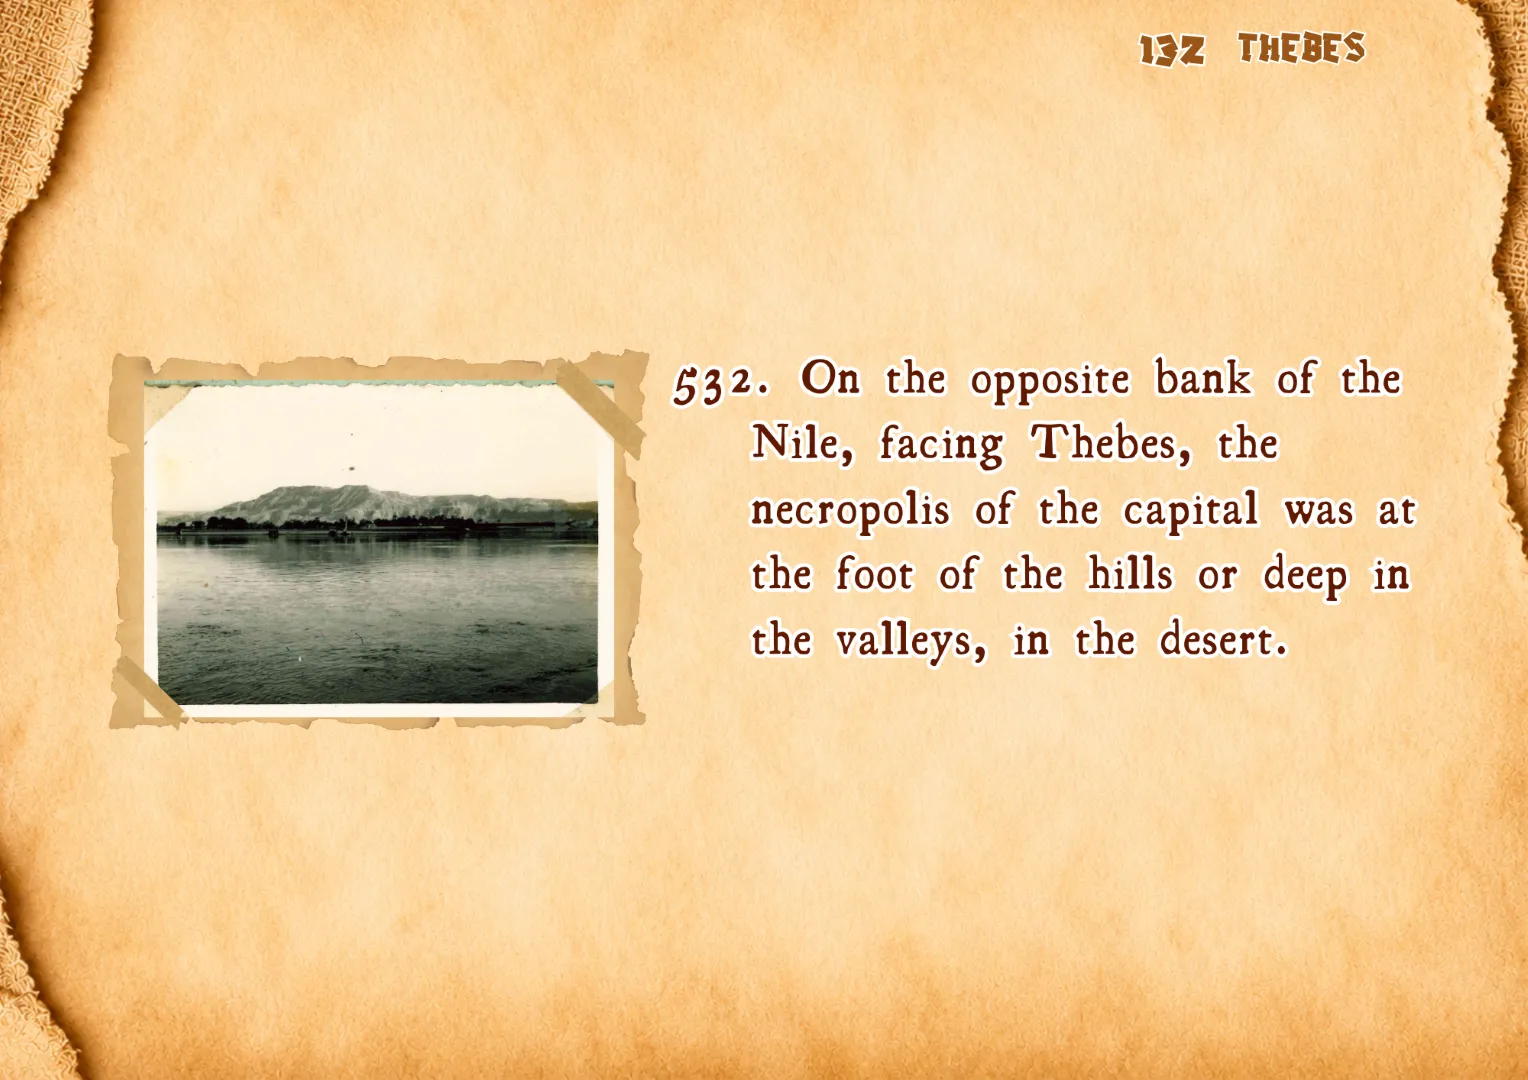 132 THEBES
532. On the opposite bank of the
Nile, facing Thebes, the
necropolis of the capital was at
the foot of the hills or deep in
the valleys, in the desert.